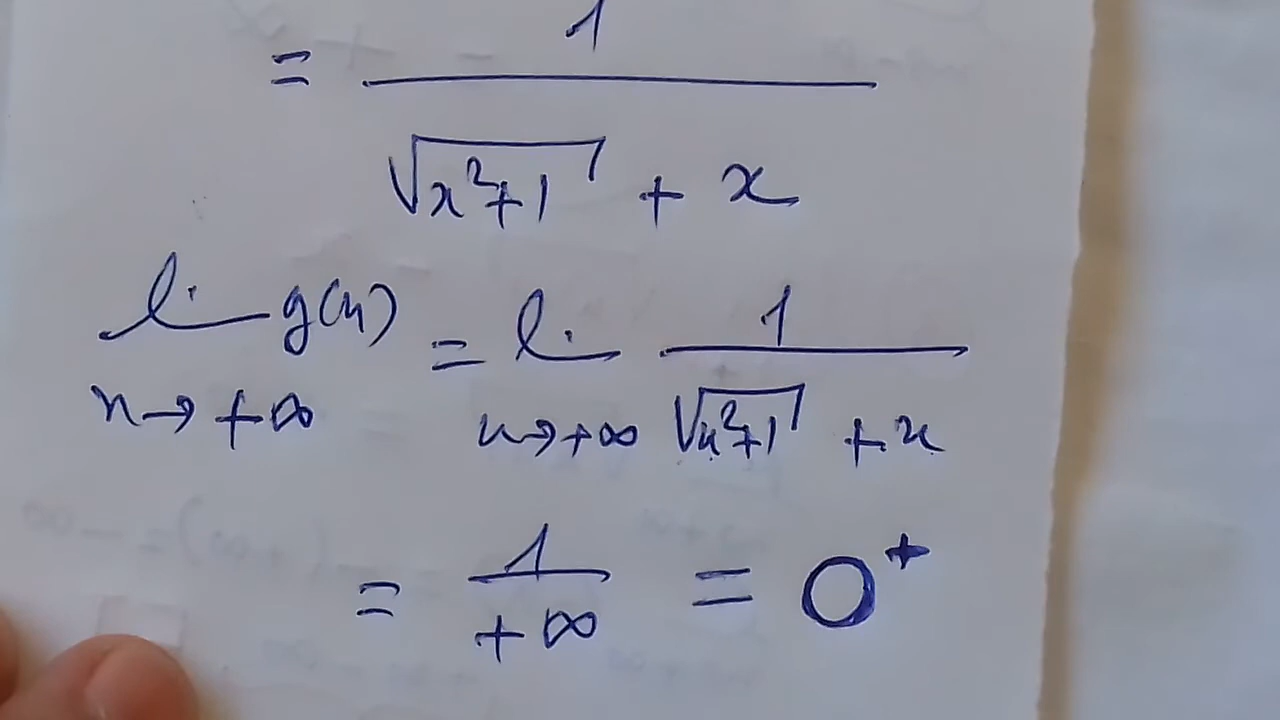 = 1 / (√(x²+1) + x)
lim g(x) = lim 1 / (√(x²+1) + x)
x→+∞ x→+∞
= 1 / +∞ = 0⁺